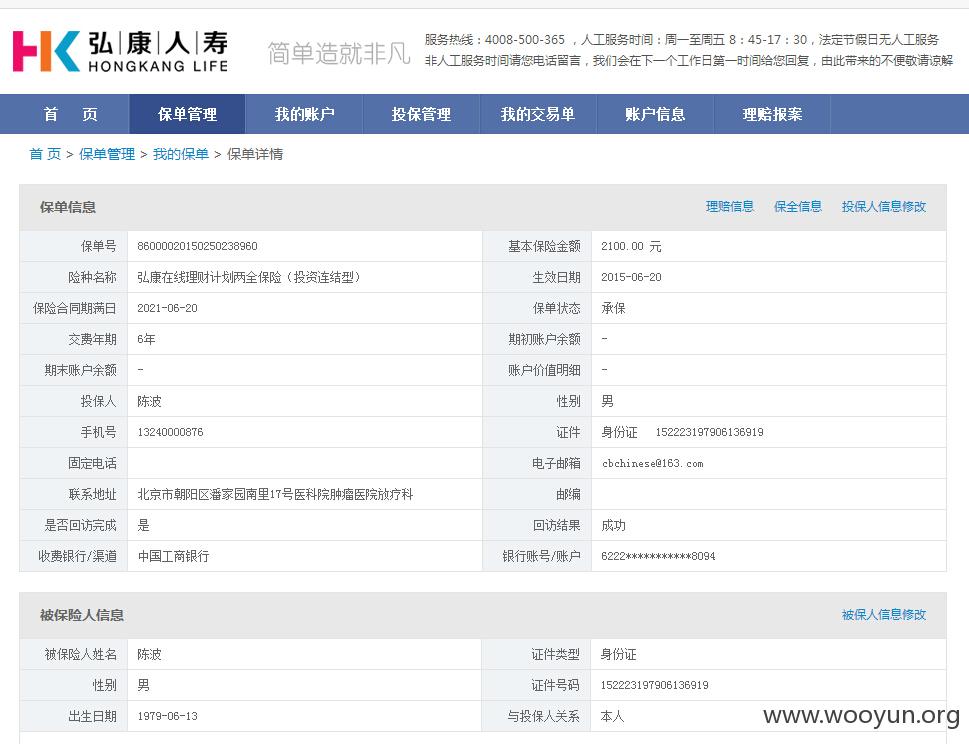 HK 弘康人寿
HONGKANG LIFE
简单造就非凡
服务热线：4008-500-365 ，人工服务时间：周一至周五 8：45-17：30，法定节假日无人工服务
非人工服务时间请您电话留言，我们会在下一个工作日第一时间给您回复，由此带来的不便敬请谅解
首 页 保单管理 我的账户 投保管理 我的交易单 账户信息 理赔报案
首 页 > 保单管理 > 我的保单 > 保单详情
保单信息 理赔信息 保全信息 投保人信息修改
保单号 86000020150250238960 基本保险金额 2100.00 元
险种名称 弘康在线理财计划两全保险（投资连结型） 生效日期 2015-06-20
保险合同期满日 2021-06-20 保单状态 承保
交费年期 6年 期初账户余额 -
期末账户余额 - 账户价值明细 -
投保人 陈波 性别 男
手机号 13240000876 证件 身份证 152223197906136919
固定电话 电子邮箱 cbchinese@163.com
联系地址 北京市朝阳区潘家园南里17号医科院肿瘤医院放疗科 邮编
是否回访完成 是 回访结果 成功
收费银行/渠道 中国工商银行 银行账号/账户 6222***********8094
被保险人信息 被保人信息修改
被保险人姓名 陈波 证件类型 身份证
性别 男 证件号码 152223197906136919
出生日期 1979-06-13 与投保人关系 本人
www.wooyun.org